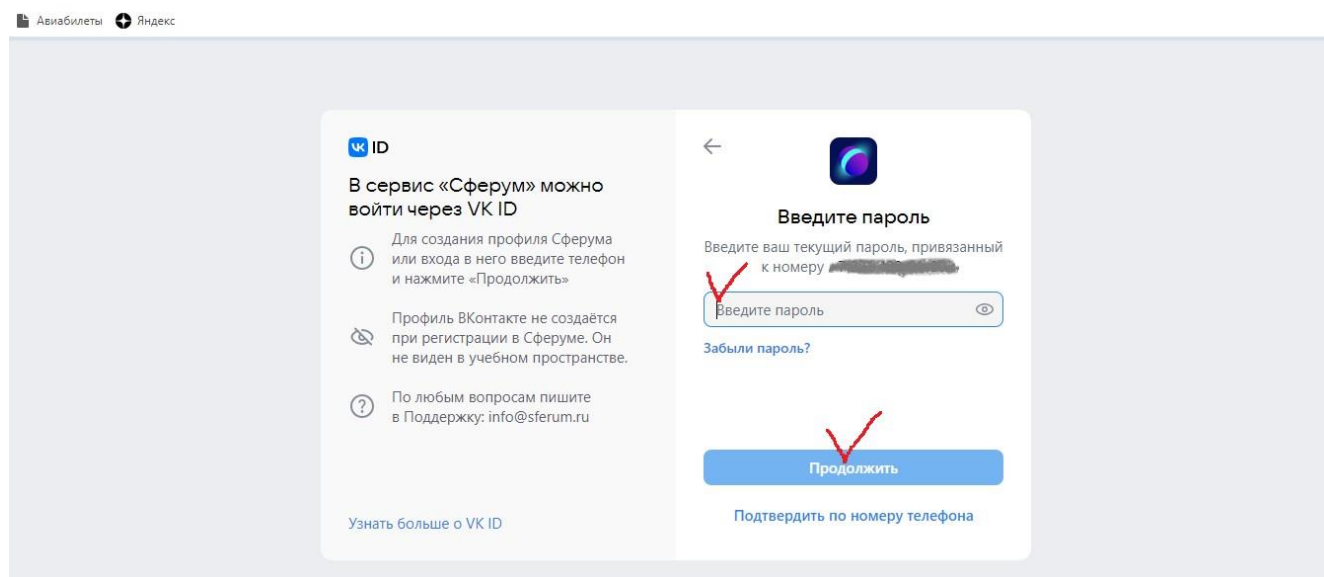 Авиабилеты Яндекс
VK ID
В сервис «Сферум» можно
войти через VK ID
Для создания профиля Сферума
или входа в него введите телефон
и нажмите «Продолжить»
Профиль ВКонтакте не создаётся
при регистрации в Сферуме. Он
не виден в учебном пространстве.
По любым вопросам пишите
в Поддержку: info@sferum.ru
Узнать больше о VK ID
Введите пароль
Введите ваш текущий пароль, привязанный
к номеру
Введите пароль
Забыли пароль?
Продолжить
Подтвердить по номеру телефона